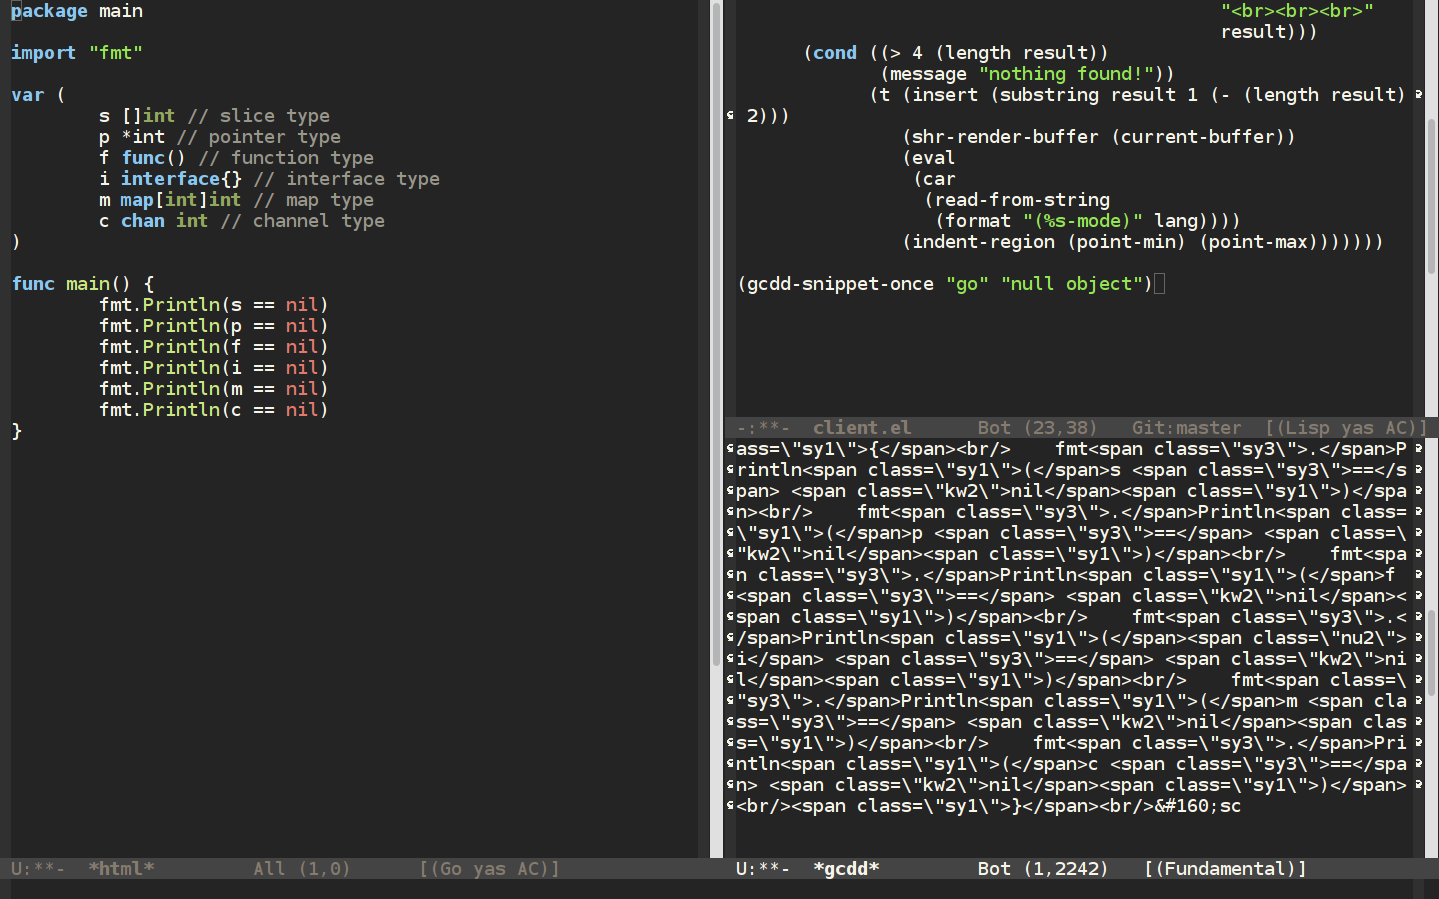 package main

import "fmt"

var (
        s []int // slice type
        p *int // pointer type
        f func() // function type
        i interface{} // interface type
        m map[int]int // map type
        c chan int // channel type
)

func main() {
        fmt.Println(s == nil)
        fmt.Println(p == nil)
        fmt.Println(f == nil)
        fmt.Println(i == nil)
        fmt.Println(m == nil)
        fmt.Println(c == nil)
}
U:**-  *html*         All (1,0)      [(Go yas AC)]
"<br><br><br>"
result)))
(cond ((> 4 (length result))
(message "nothing found!"))
(t (insert (substring result 1 (- (length result)
2)))
(shr-render-buffer (current-buffer))
(eval
(car
(read-from-string
(format "(%s-mode)" lang))))
(indent-region (point-min) (point-max)))))))

(gcdd-snippet-once "go" "null object")
-:**-  client.el      Bot (23,38)   Git:master  [(Lisp yas AC)]
ass=\"sy1\">{</span><br/>    fmt<span class=\"sy3\">.</span>P
rintln<span class=\"sy1\">(</span>s <span class=\"sy3\">==</s
pan> <span class=\"kw2\">nil</span><span class=\"sy1\">)</spa
n><br/>    fmt<span class=\"sy3\">.</span>Println<span class=
\"sy1\">(</span>p <span class=\"sy3\">==</span> <span class=\
"kw2\">nil</span><span class=\"sy1\">)</span><br/>    fmt<spa
n class=\"sy3\">.</span>Println<span class=\"sy1\">(</span>f 
<span class=\"sy3\">==</span> <span class=\"kw2\">nil</span><
span class=\"sy1\">)</span><br/>    fmt<span class=\"sy3\">.<
/span>Println<span class=\"sy1\">(</span><span class=\"nu2\">
i</span> <span class=\"sy3\">==</span> <span class=\"kw2\">ni
l</span><span class=\"sy1\">)</span><br/>    fmt<span class=\
"sy3\">.</span>Println<span class=\"sy1\">(</span>m <span cla
ss=\"sy3\">==</span> <span class=\"kw2\">nil</span><span clas
s=\"sy1\">)</span><br/>    fmt<span class=\"sy3\">.</span>Pri
ntln<span class=\"sy1\">(</span>c <span class=\"sy3\">==</spa
n> <span class=\"kw2\">nil</span><span class=\"sy1\">)</span>
<br/><span class=\"sy1\">}</span><br/>&#160;sc
U:**-  *gcdd*         Bot (1,2242)   [(Fundamental)]